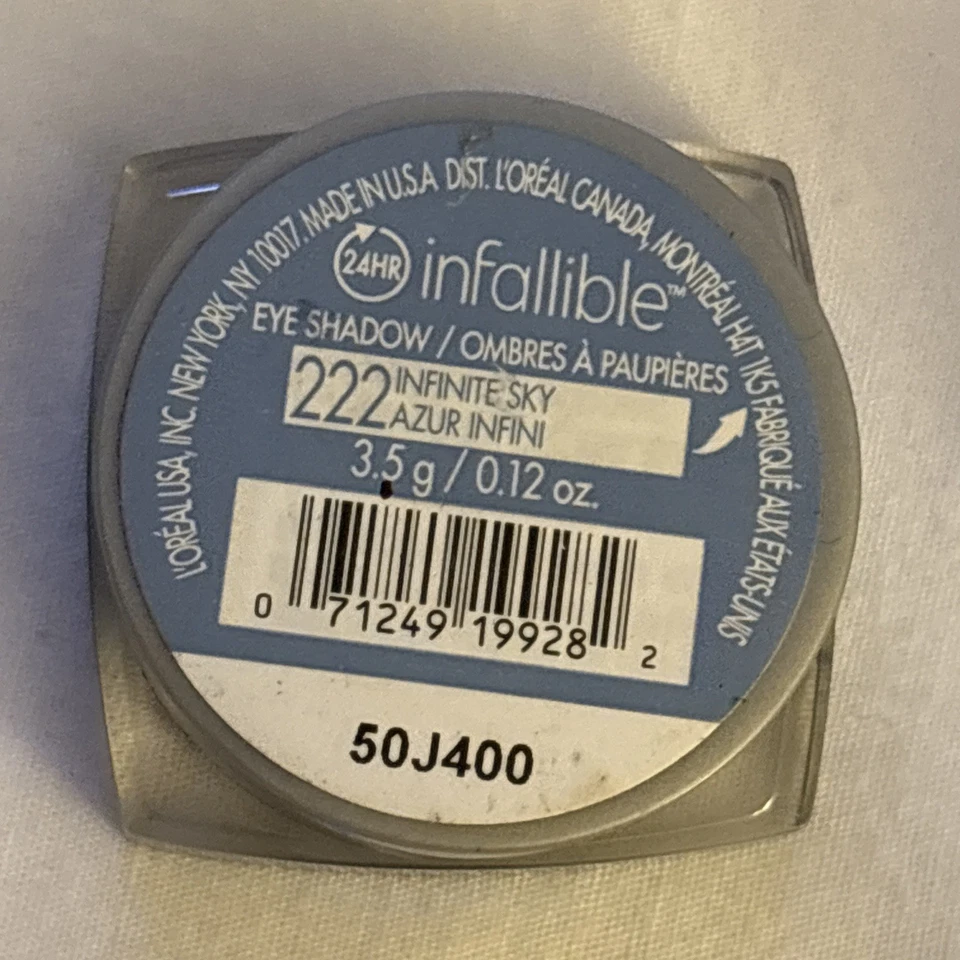 L'ORÉAL USA, INC. NEW YORK, NY 10017. MADE IN U.S.A DIST. L'ORÉAL CANADA, MONTRÉAL H4T 1K5 FABRIQUÉ AUX ÉTATS-UNIS
24HR infallible™
EYE SHADOW / OMBRES À PAUPIÈRES
222 INFINITE SKY
AZUR INFINI
3.5 g / 0.12 oz.
0 71249 19928 2
50J400